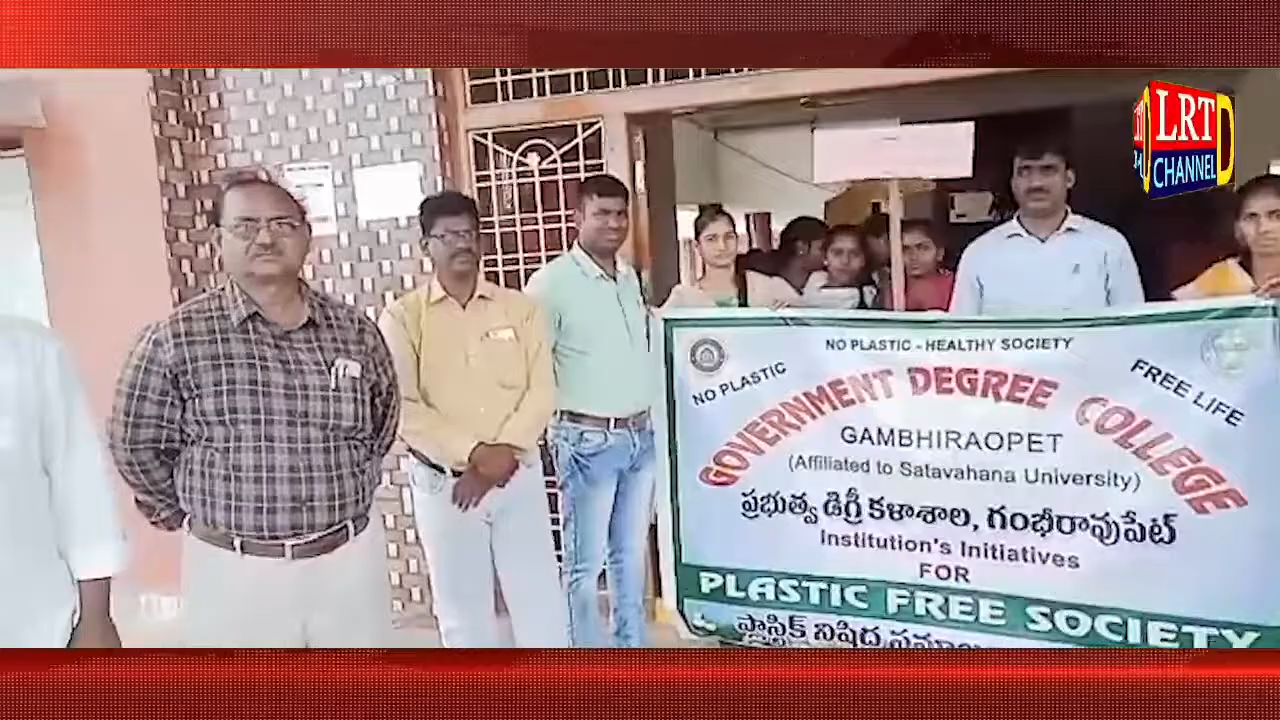 LRT
CHANNEL
NO PLASTIC - HEALTHY SOCIETY
NO PLASTIC
FREE LIFE
GOVERNMENT DEGREE COLLEGE
GAMBHIRAOPET
(Affiliated to Satavahana University)
ప్రభుత్వ డిగ్రీ కళాశాల, గంభీరావుపేట్
Institution's Initiatives
FOR
PLASTIC FREE SOCIETY
ప్లాస్టిక్ నిషిద్ధ